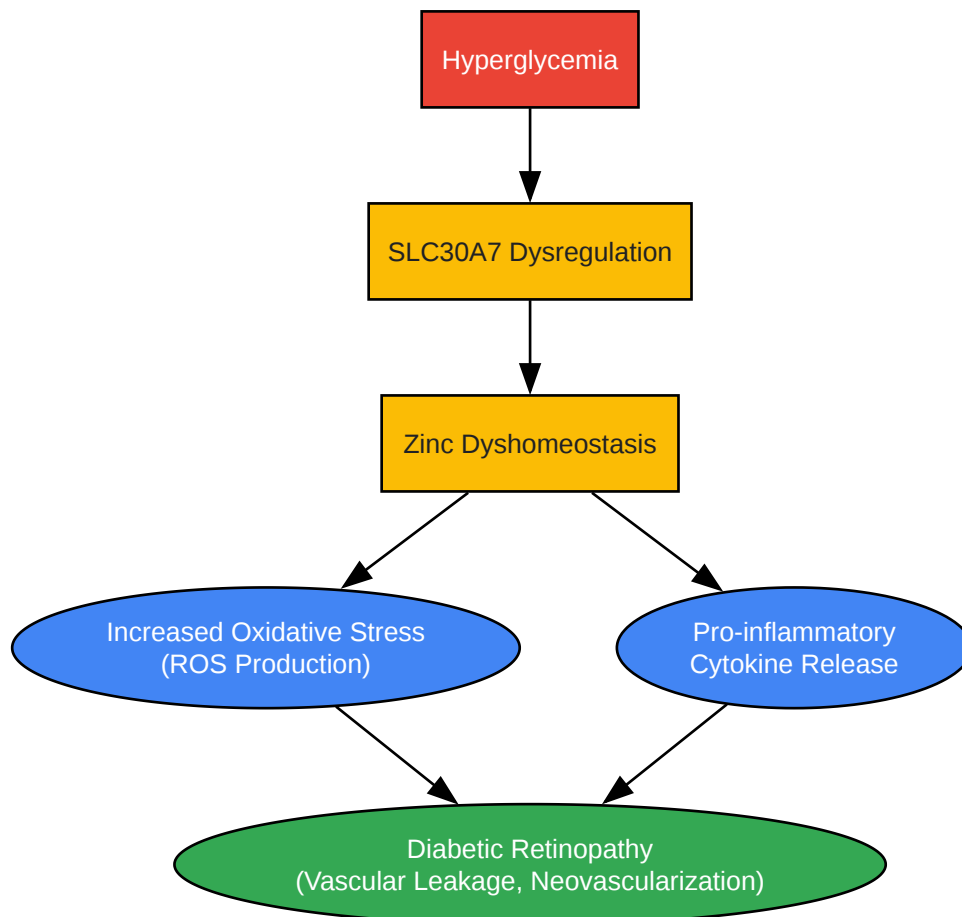 Hyperglycemia
SLC30A7 Dysregulation
Zinc Dyshomeostasis
Increased Oxidative Stress
(ROS Production)
Pro-inflammatory
Cytokine Release
Diabetic Retinopathy
(Vascular Leakage, Neovascularization)